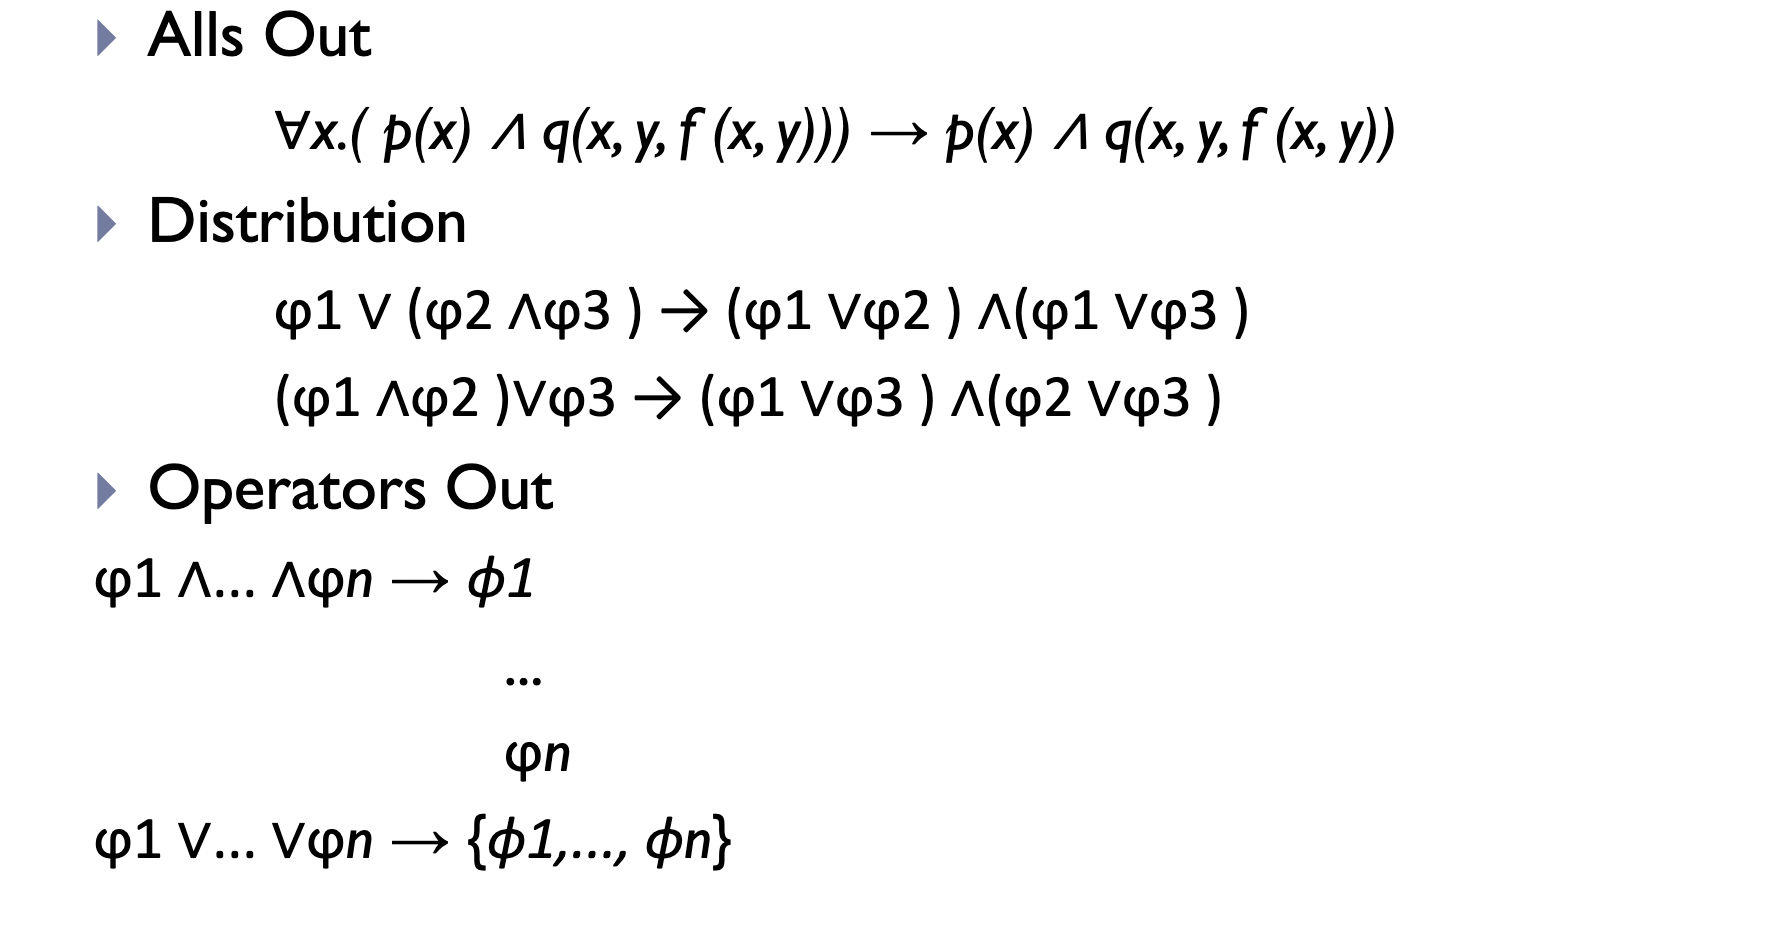 Alls Out
∀x.( p(x) ∧ q(x, y, f (x, y))) → p(x) ∧ q(x, y, f (x, y))
Distribution
φ1 ∨ (φ2 ∧φ3 ) → (φ1 ∨φ2 ) ∧(φ1 ∨φ3 )
(φ1 ∧φ2 )∨φ3 → (φ1 ∨φ3 ) ∧(φ2 ∨φ3 )
Operators Out
φ1 ∧... ∧φn → ϕ1
...
φn
φ1 ∨... ∨φn → {ϕ1,..., ϕn}